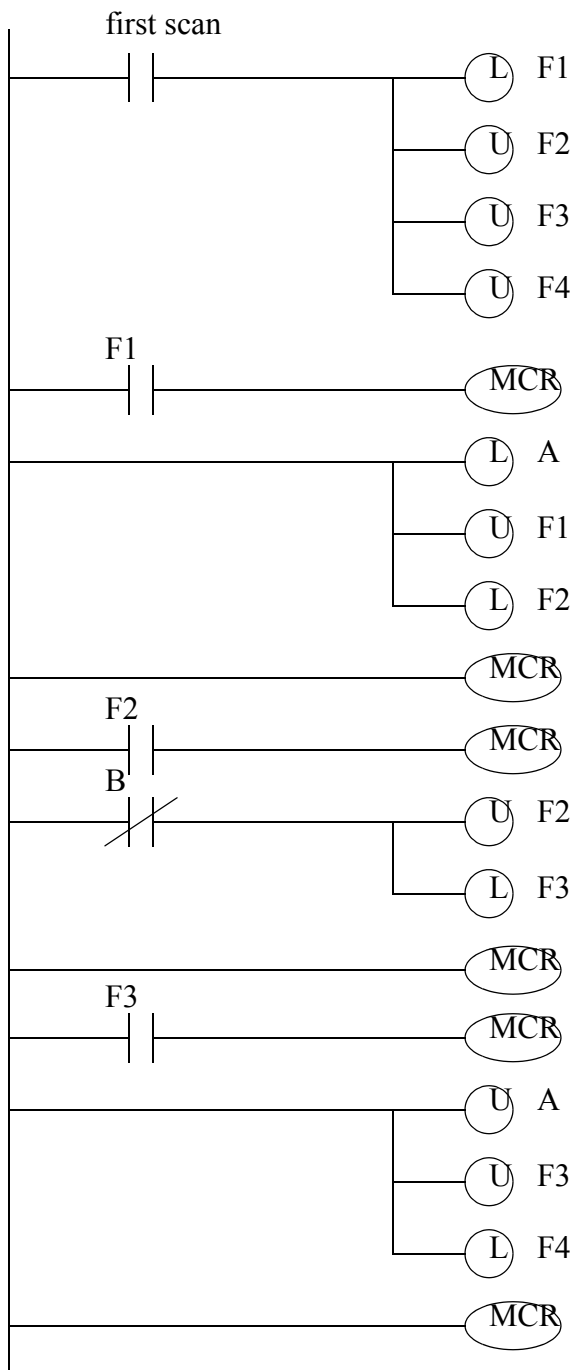 first scan
L F1
U F2
U F3
U F4
F1
MCR
L A
U F1
L F2
MCR
F2
MCR
B
U F2
L F3
MCR
F3
MCR
U A
U F3
L F4
MCR